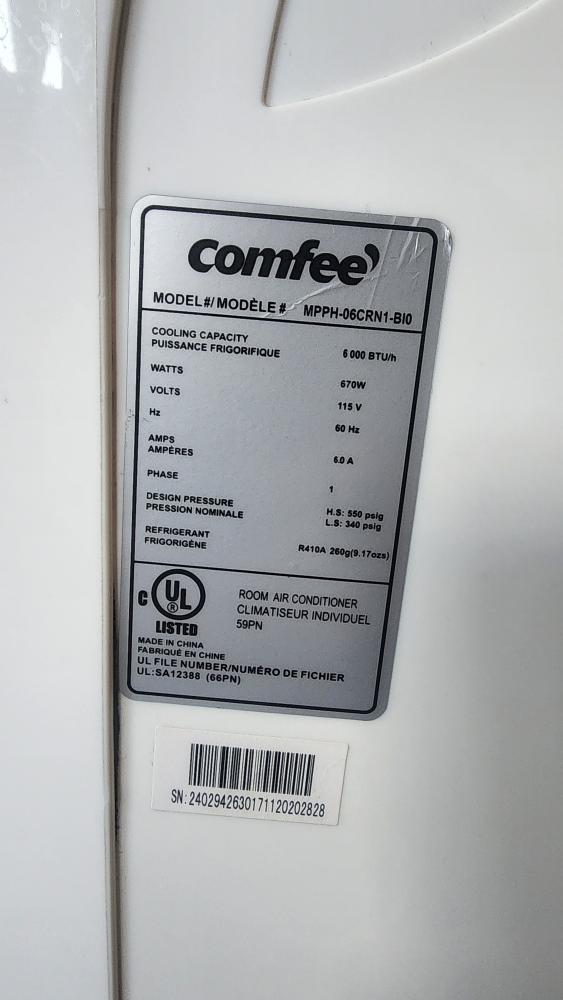 comfee
MODEL#/MODÈLE # MPPH-06CRN1-BI0
COOLING CAPACITY
PUISSANCE FRIGORIFIQUE 6 000 BTU/h
WATTS 670W
VOLTS 115 V
Hz 60 Hz
AMPS
AMPÈRES 6.0 A
PHASE 1
DESIGN PRESSURE H.S: 550 psig
PRESSION NOMINALE L.S: 340 psig
REFRIGERANT
FRIGORIGÈNE R410A 260g(9.17ozs)
C UL ®
LISTED
ROOM AIR CONDITIONER
CLIMATISEUR INDIVIDUEL
59PN
MADE IN CHINA
FABRIQUÉ EN CHINE
UL FILE NUMBER/NUMÉRO DE FICHIER
UL:SA12388 (66PN)
SN: 2402942630171120202828